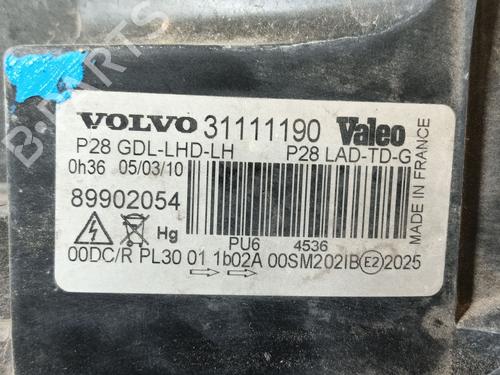 VOLVO 31111190 Valeo
P28 GDL-LHD-LH P28 LAD-TD-G
0h36 05/03/10
89902054
Hg
PU6 4536
00DC/R PL30 01 1b02A 00SM202IB E2 2025
MADE IN FRANCE
B-PARTS